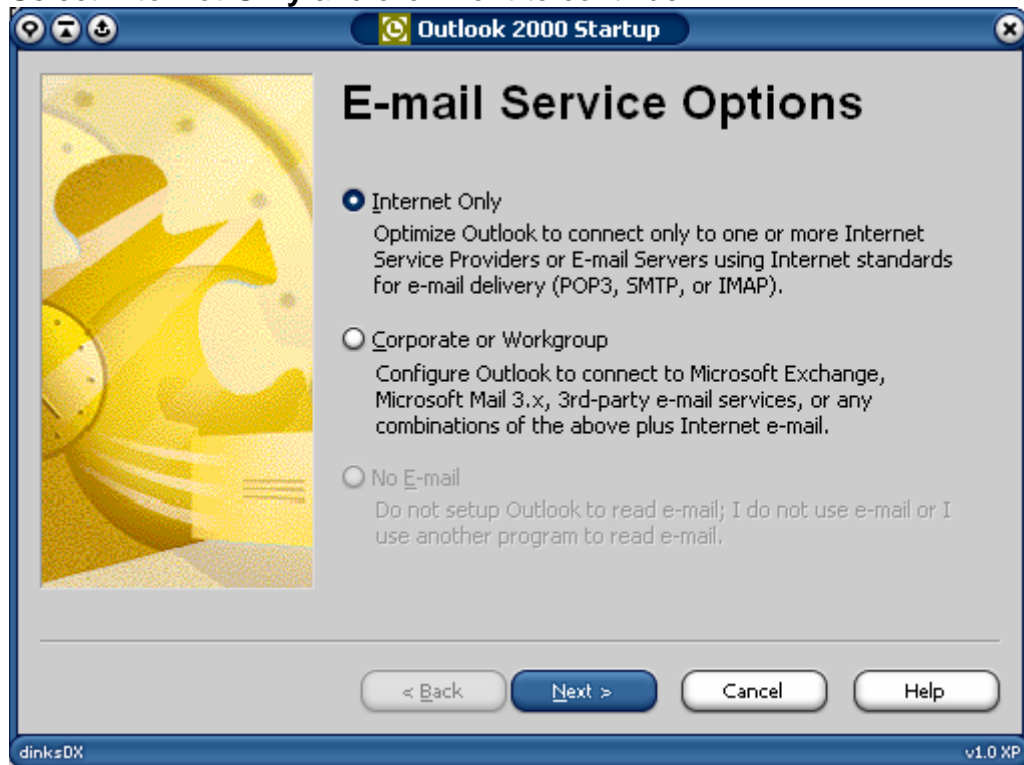 Outlook 2000 Startup
E-mail Service Options
Internet Only
Optimize Outlook to connect only to one or more Internet
Service Providers or E-mail Servers using Internet standards
for e-mail delivery (POP3, SMTP, or IMAP).
Corporate or Workgroup
Configure Outlook to connect to Microsoft Exchange,
Microsoft Mail 3.x, 3rd-party e-mail services, or any
combinations of the above plus Internet e-mail.
No E-mail
Do not setup Outlook to read e-mail; I do not use e-mail or I
use another program to read e-mail.
< Back Next > Cancel Help
dinksDX v1.0 XP